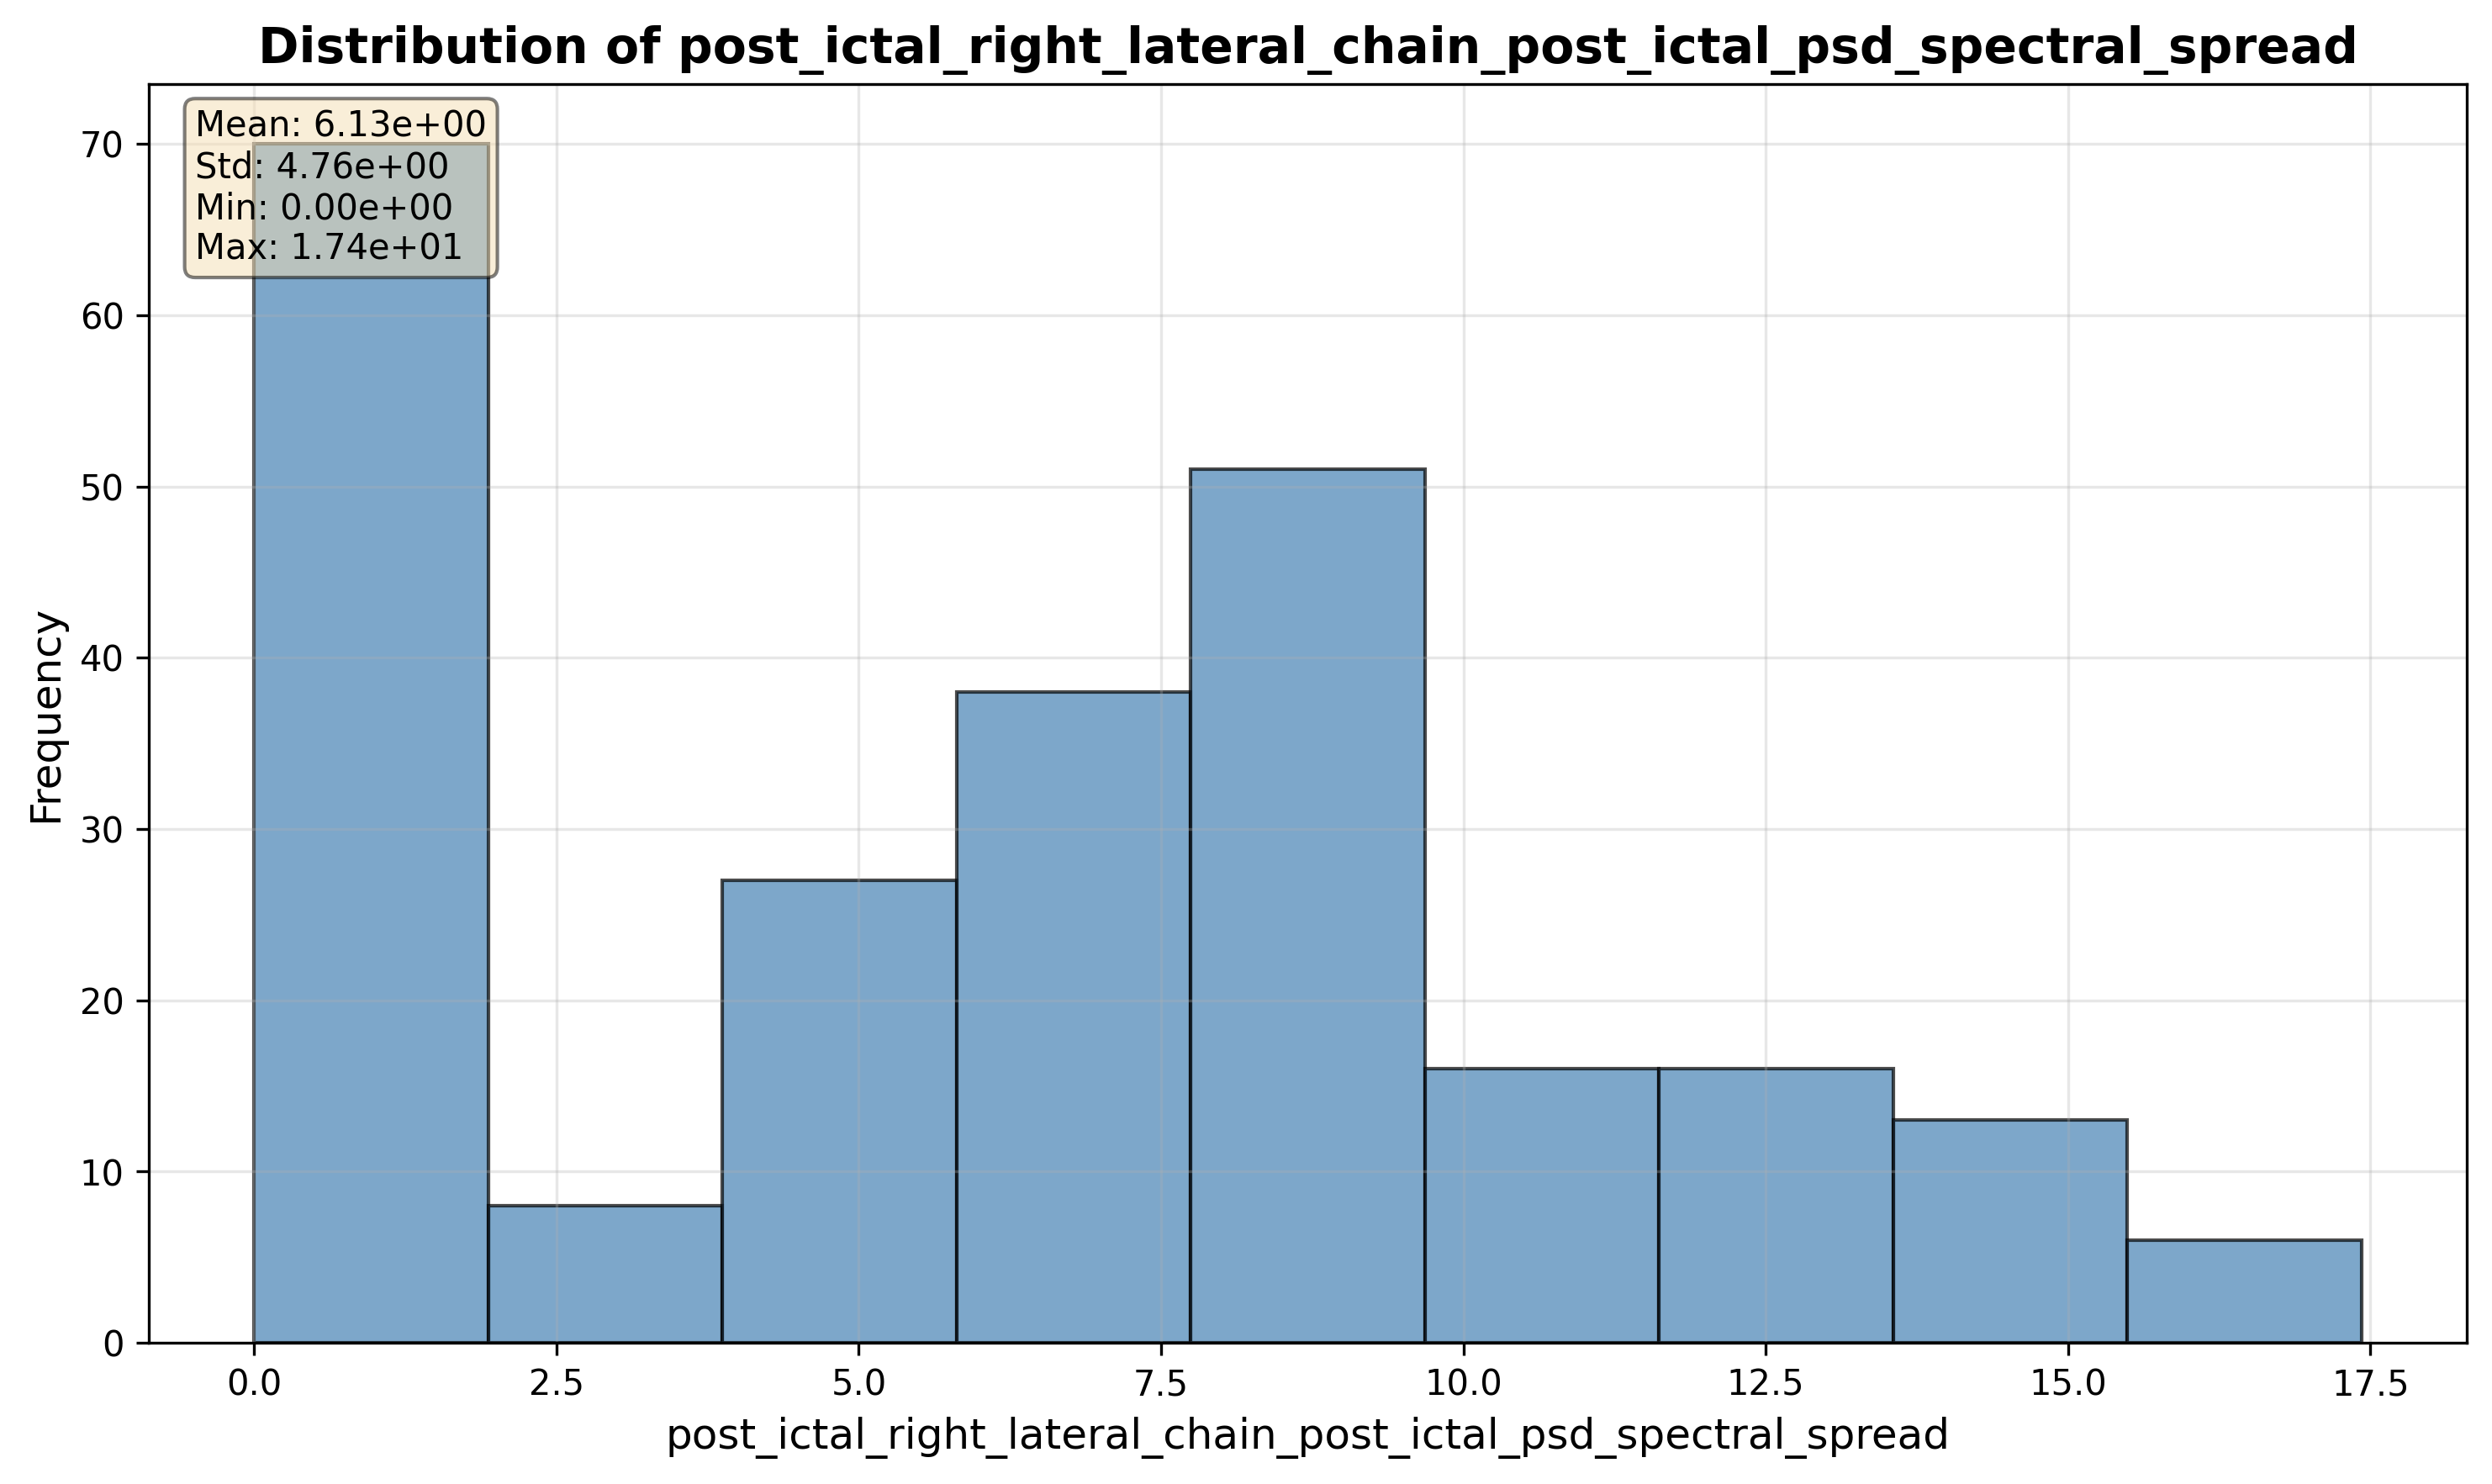 Distribution of post_ictal_right_lateral_chain_post_ictal_psd_spectral_spread
Mean: 6.13e+00
Std: 4.76e+00
Min: 0.00e+00
Max: 1.74e+01
Frequency
70
60
50
40
30
20
10
0
0.0 2.5 5.0 7.5 10.0 12.5 15.0 17.5
post_ictal_right_lateral_chain_post_ictal_psd_spectral_spread